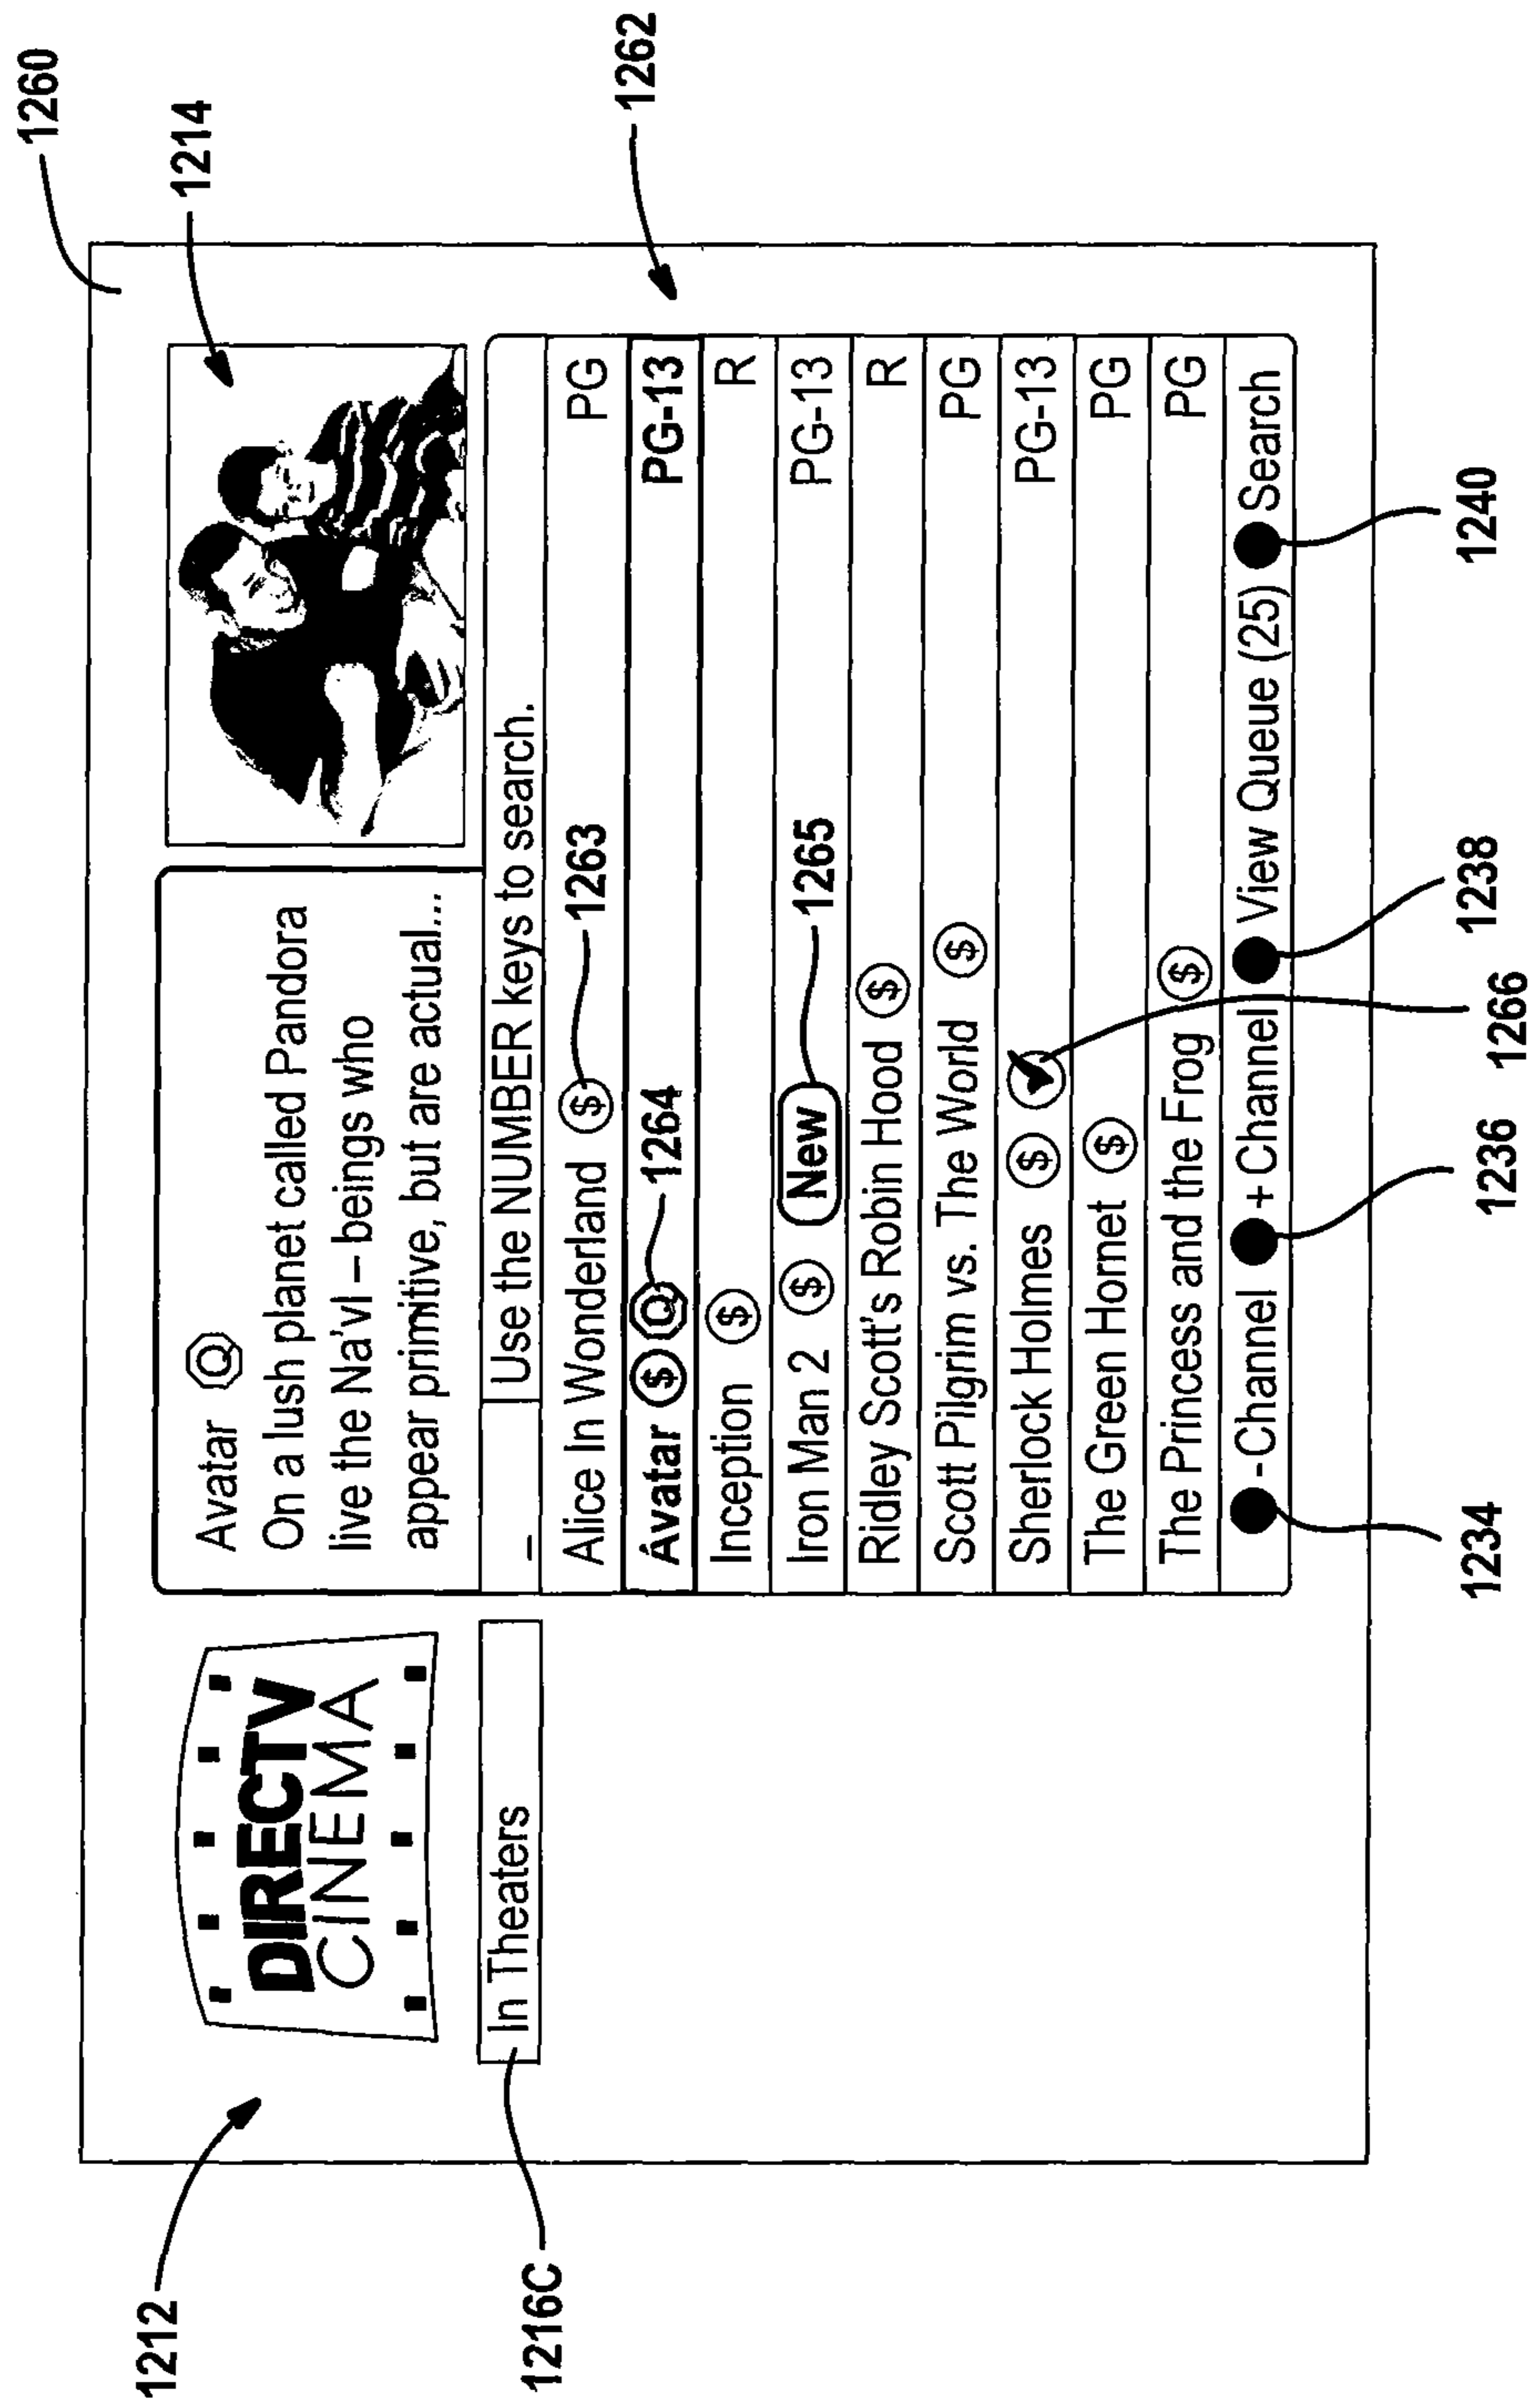 1260
1214
1212
DIRECTV
CINEMA
Avatar Q
On a lush planet called Pandora
live the Na'vI – beings who
appear primitive, but are actual...
1262
1216C
In Theaters
_ Use the NUMBER keys to search.
Alice In Wonderland $ 1263 PG
Avatar $ Q 1264 PG-13
Inception $ R
Iron Man 2 $ New 1265 PG-13
Ridley Scott's Robin Hood $ R
Scott Pilgrim vs. The World $ PG
Sherlock Holmes $ PG-13
The Green Hornet $ PG
The Princess and the Frog $ PG
- Channel + Channel View Queue (25) Search
1234
1236
1266
1238
1240